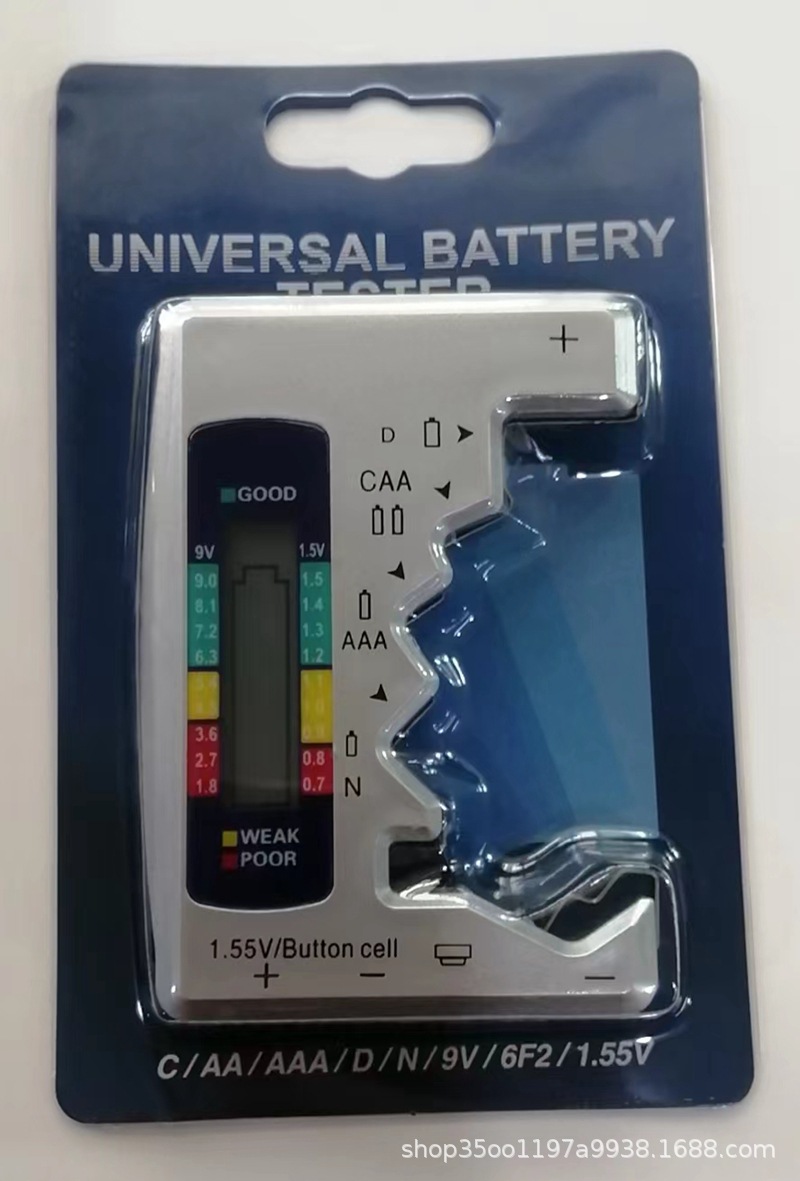 UNIVERSAL BATTERY
TESTER
+
D
CAA
AAA
N
GOOD
9V 1.5V
9.0 1.5
8.1 1.4
7.2 1.3
6.3 1.2
3.6
2.7 0.8
1.8 0.7
WEAK
POOR
1.55V/Button cell
+ − −
C/AA/AAA/D/N/9V/6F2/1.55V
shop35oo1197a9938.1688.com